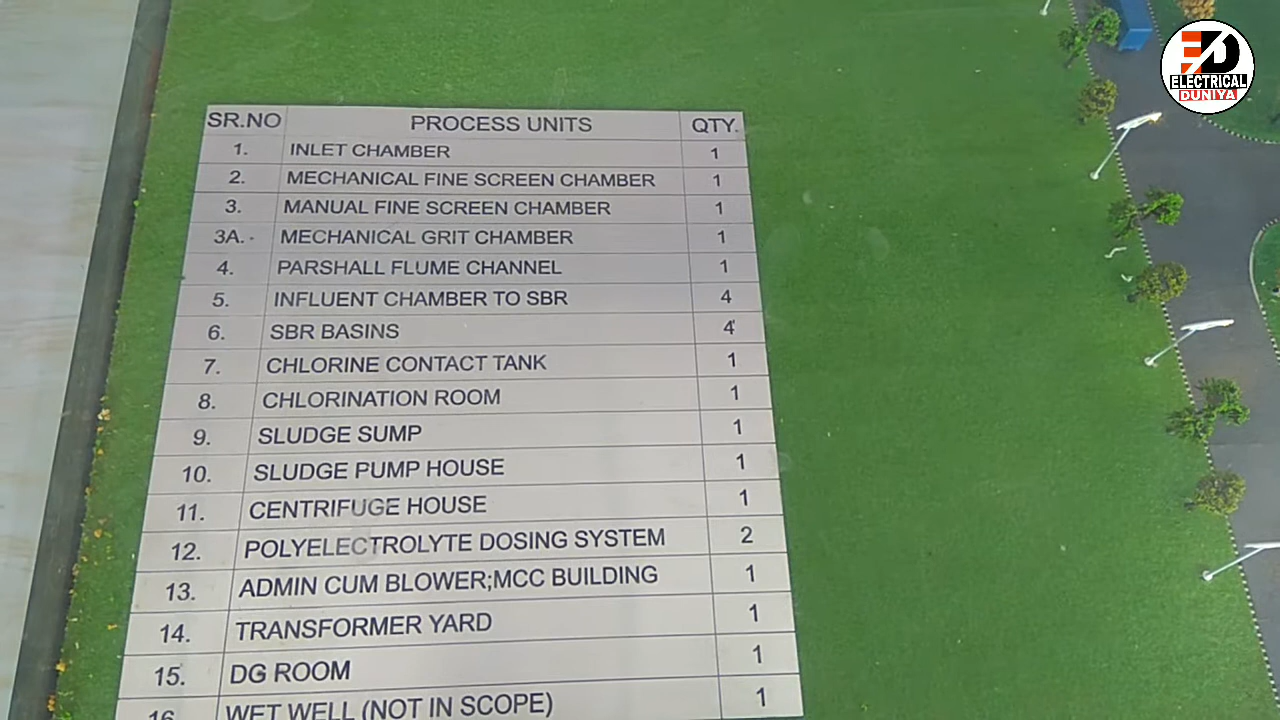 ED
ELECTRICAL
DUNIYA
SR.NO PROCESS UNITS QTY.
1. INLET CHAMBER 1
2. MECHANICAL FINE SCREEN CHAMBER 1
3. MANUAL FINE SCREEN CHAMBER 1
3A. MECHANICAL GRIT CHAMBER 1
4. PARSHALL FLUME CHANNEL 1
5. INFLUENT CHAMBER TO SBR 4
6. SBR BASINS 4
7. CHLORINE CONTACT TANK 1
8. CHLORINATION ROOM 1
9. SLUDGE SUMP 1
10. SLUDGE PUMP HOUSE 1
11. CENTRIFUGE HOUSE 1
12. POLYELECTROLYTE DOSING SYSTEM 2
13. ADMIN CUM BLOWER;MCC BUILDING 1
14. TRANSFORMER YARD 1
15. DG ROOM 1
16. WET WELL (NOT IN SCOPE) 1